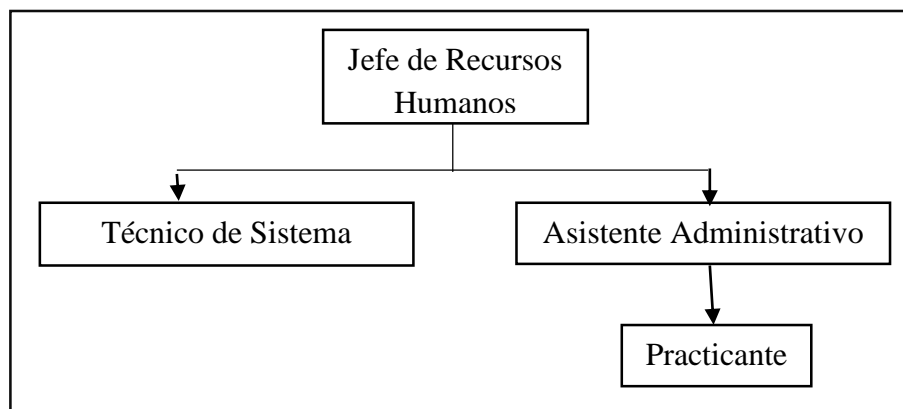 Jefe de Recursos
Humanos
Técnico de Sistema
Asistente Administrativo
Practicante